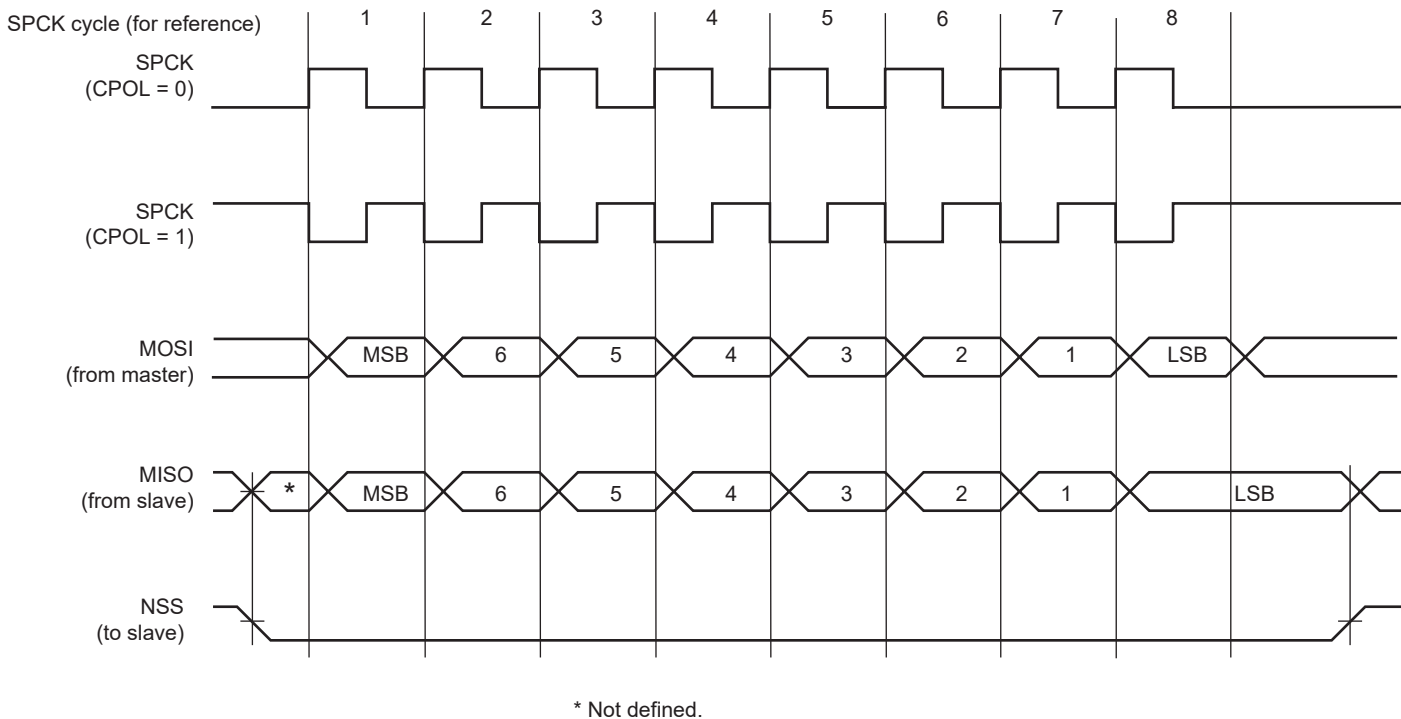 SPCK cycle (for reference) 1 2 3 4 5 6 7 8
SPCK
(CPOL = 0)
SPCK
(CPOL = 1)
MOSI
(from master)
MSB 6 5 4 3 2 1 LSB
MISO
(from slave)
* MSB 6 5 4 3 2 1 LSB
NSS
(to slave)
* Not defined.